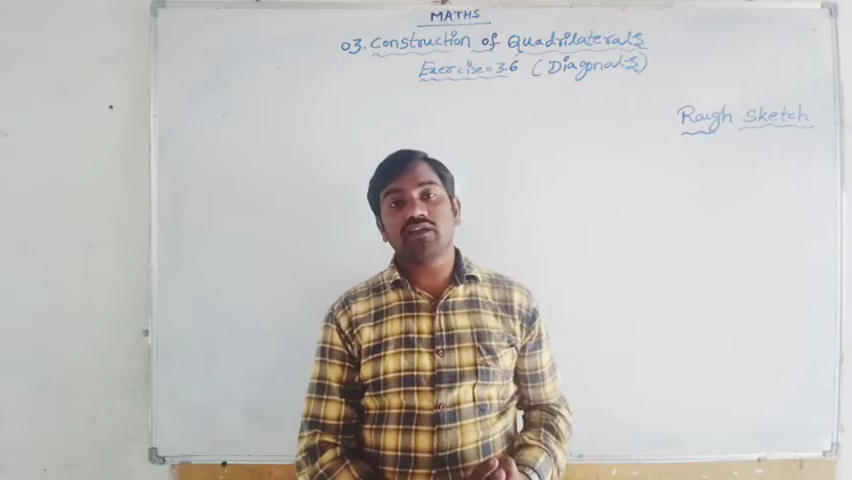 MATHS
03. Construction of Quadrilaterals
Exercise = 3.6 (Diagonals)
Rough Sketch